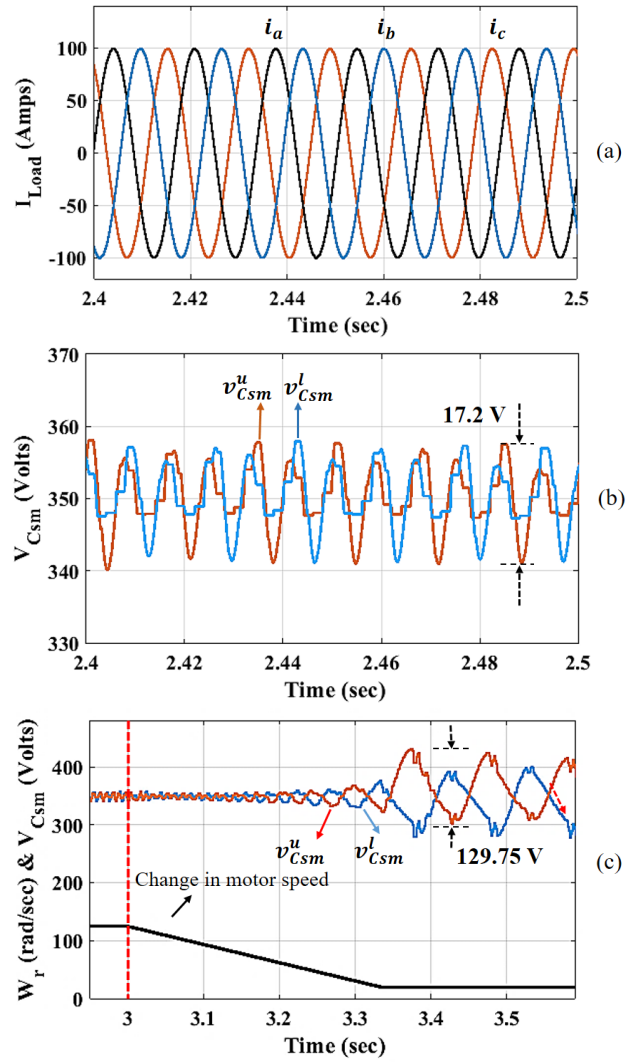 i_a i_b i_c
100
50
0
-50
-100
I_Load (Amps)
2.4 2.42 2.44 2.46 2.48 2.5
Time (sec)
(a)
370
360
350
340
330
V_Csm (Volts)
v^u_Csm v^l_Csm
17.2 V
2.4 2.42 2.44 2.46 2.48 2.5
Time (sec)
(b)
400
300
200
100
0
W_r (rad/sec) & V_Csm (Volts)
v^u_Csm v^l_Csm
129.75 V
Change in motor speed
3 3.1 3.2 3.3 3.4 3.5
Time (sec)
(c)